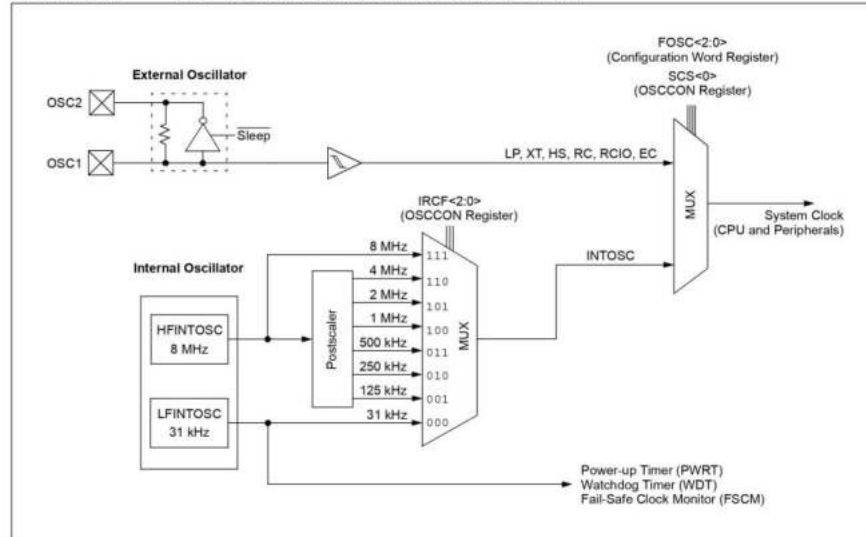 FOSC<2:0>
(Configuration Word Register)
SCS<0>
(OSCCON Register)
External Oscillator
OSC2
Sleep
OSC1
LP, XT, HS, RC, RCIO, EC
IRCF<2:0>
(OSCCON Register)
MUX
System Clock
(CPU and Peripherals)
8 MHz
111
INTOSC
Internal Oscillator
4 MHz
110
2 MHz
101
HFINTOSC
8 MHz
Postscaler
1 MHz
100
MUX
500 kHz
011
250 kHz
010
125 kHz
001
LFINTOSC
31 kHz
31 kHz
000
Power-up Timer (PWRT)
Watchdog Timer (WDT)
Fail-Safe Clock Monitor (FSCM)